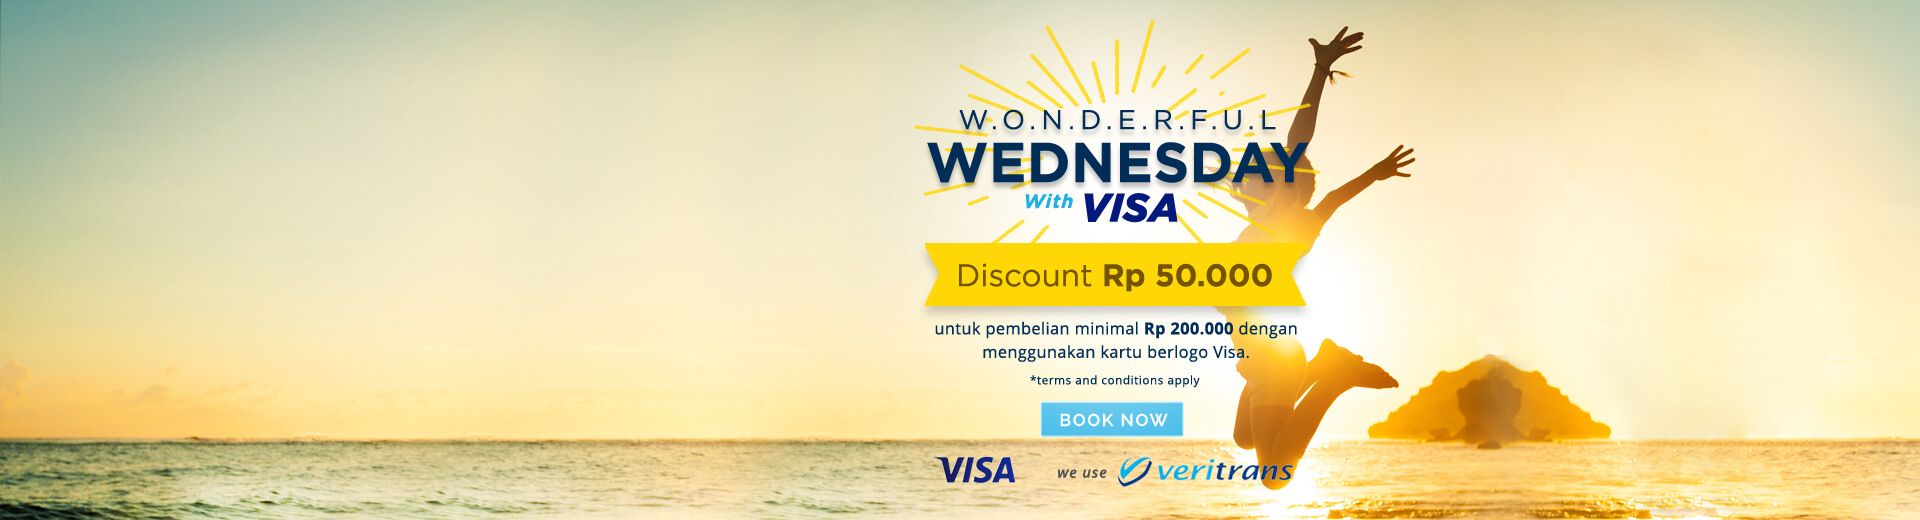 W.O.N.D.E.R.F.U.L
WEDNESDAY
With VISA
Discount Rp 50.000
untuk pembelian minimal Rp 200.000 dengan
menggunakan kartu berlogo Visa.
*terms and conditions apply
BOOK NOW
VISA we use veritrans